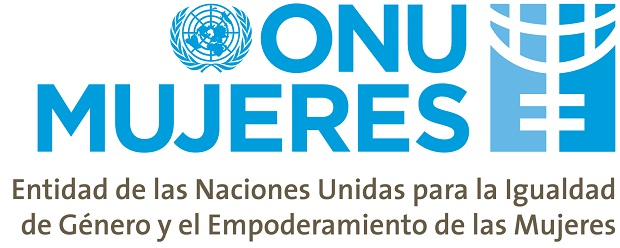 ONU
MUJERES
Entidad de las Naciones Unidas para la Igualdad
de Género y el Empoderamiento de las Mujeres